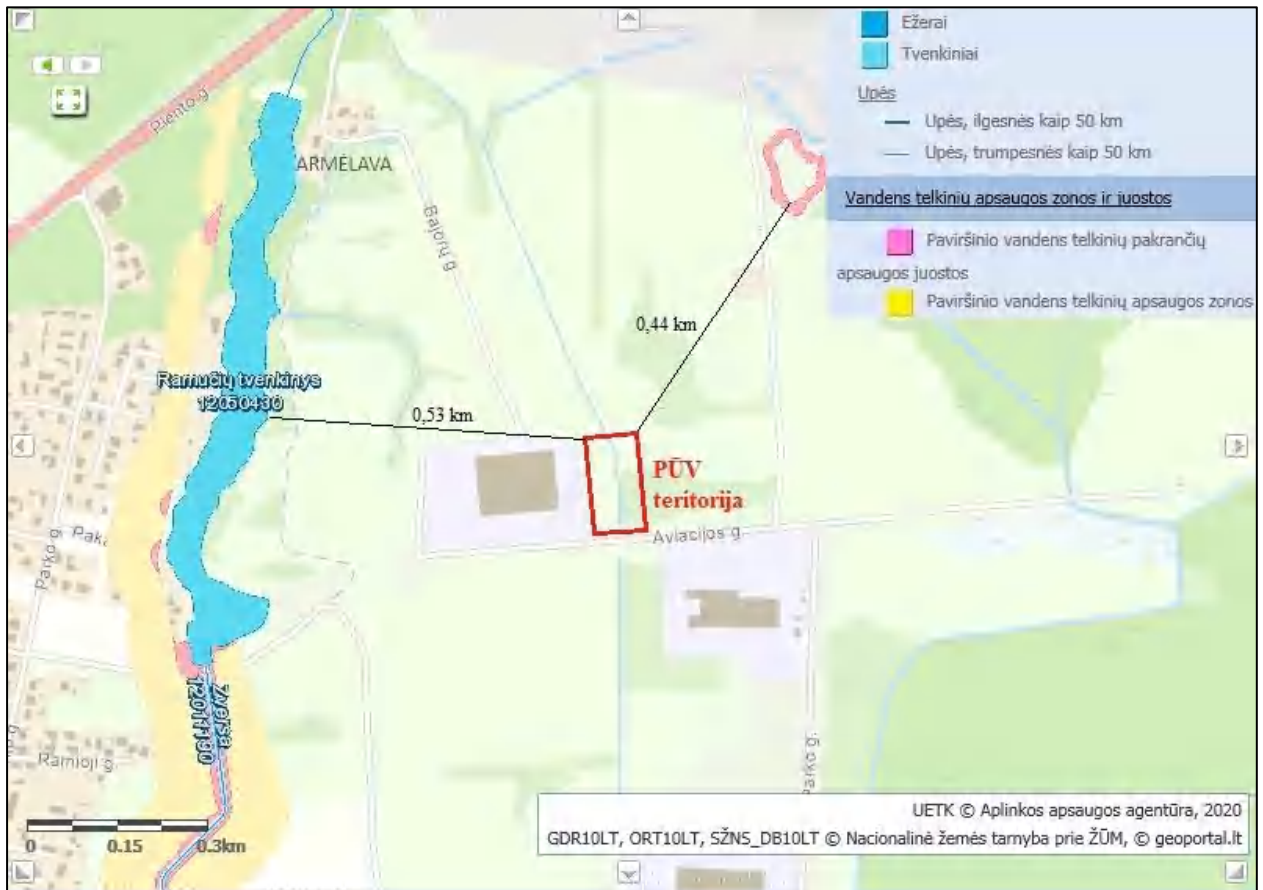 Ežerai
Tvenkiniai
Upės
Upės, ilgesnės kaip 50 km
Upės, trumpesnės kaip 50 km
Vandens telkinių apsaugos zonos ir juostos
Paviršinio vandens telkinių pakrančių
apsaugos juostos
Paviršinio vandens telkinių apsaugos zonos
Plento g.
ARMĖLAVA
Bajorų g.
0,44 km
Ramučių tvenkinys
12050430
0,53 km
PŪV
teritorija
Aviacijos g.
Parko g.
Žversa
Ramioji g.
Parko g.
0
0.15
0.3km
UETK © Aplinkos apsaugos agentūra, 2020
GDR10LT, ORT10LT, SŽNS_DB10LT © Nacionalinė žemės tarnyba prie ŽŪM, © geoportal.lt